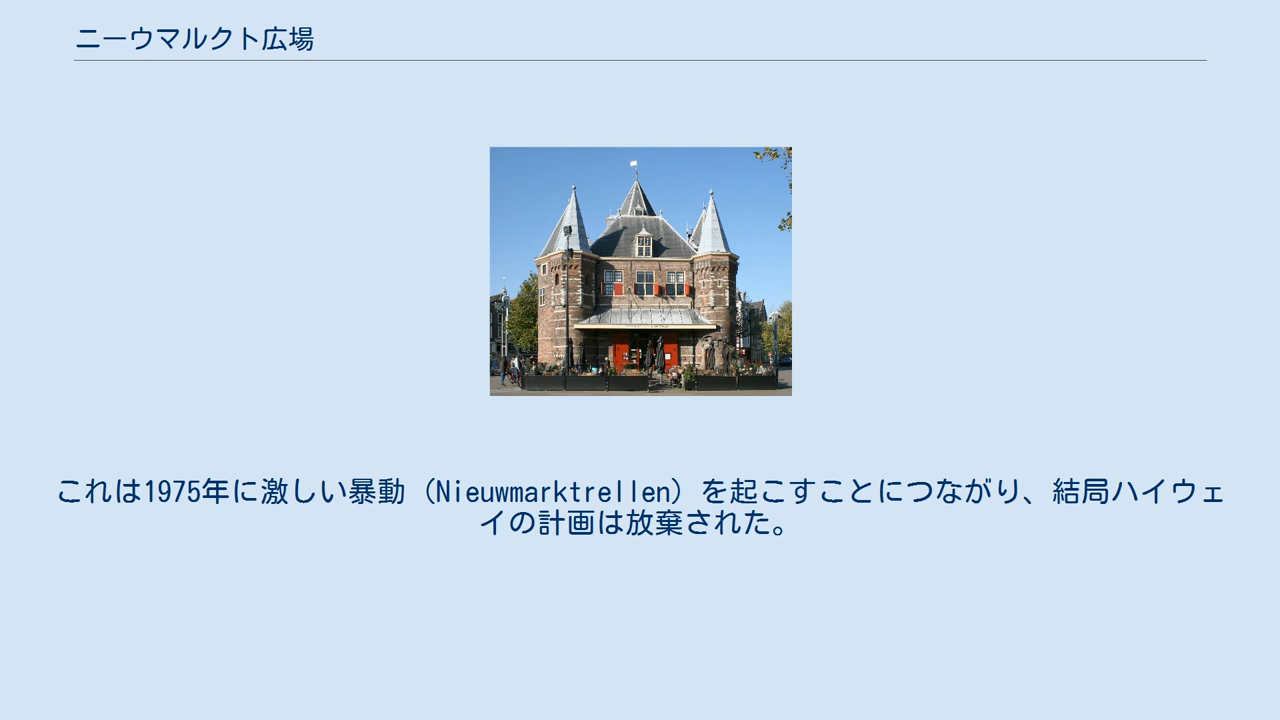 ニーウマルクト広場
これは1975年に激しい暴動（Nieuwmarktrellen）を起こすことにつながり、結局ハイウェ
イの計画は放棄された。